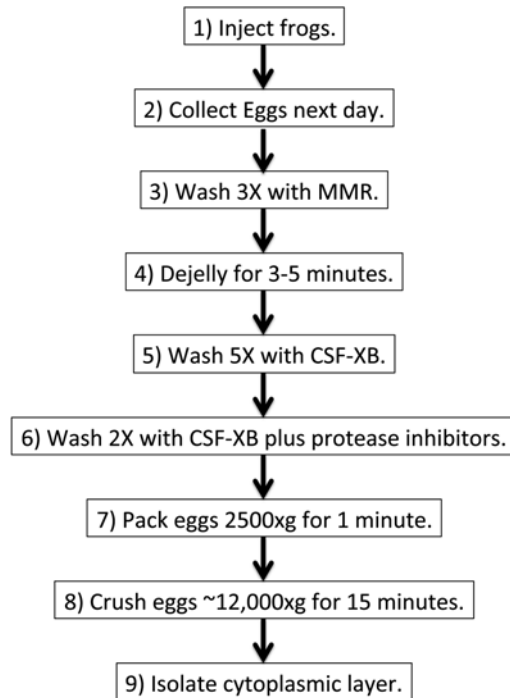 1) Inject frogs.
2) Collect Eggs next day.
3) Wash 3X with MMR.
4) Dejelly for 3-5 minutes.
5) Wash 5X with CSF-XB.
6) Wash 2X with CSF-XB plus protease inhibitors.
7) Pack eggs 2500xg for 1 minute.
8) Crush eggs ~12,000xg for 15 minutes.
9) Isolate cytoplasmic layer.